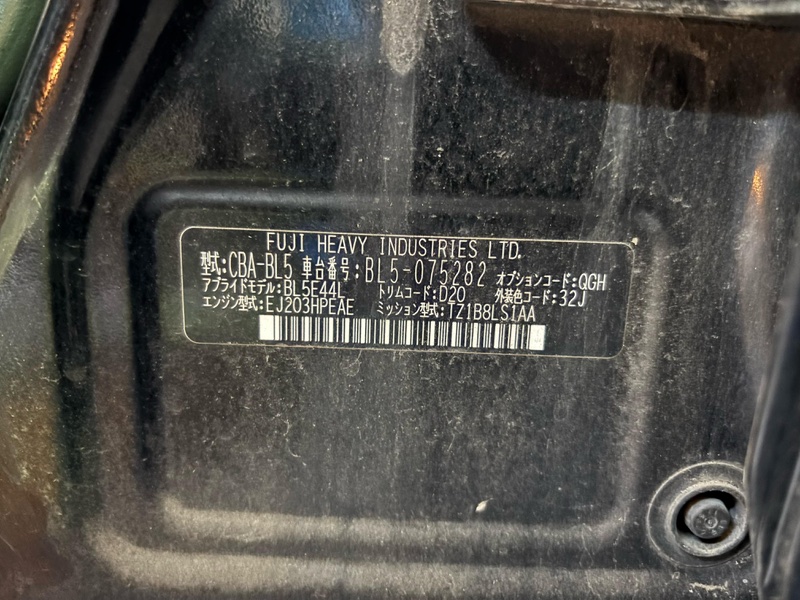 FUJI HEAVY INDUSTRIES LTD.
型式:CBA-BL5 車台番号:BL5-075282 オプションコード:QGH
アプライドモデル:BL5E44L トリムコード:D20 外装色コード:32J
エンジン型式:EJ203HPEAE ミッション型式:TZ1B8LS1AA